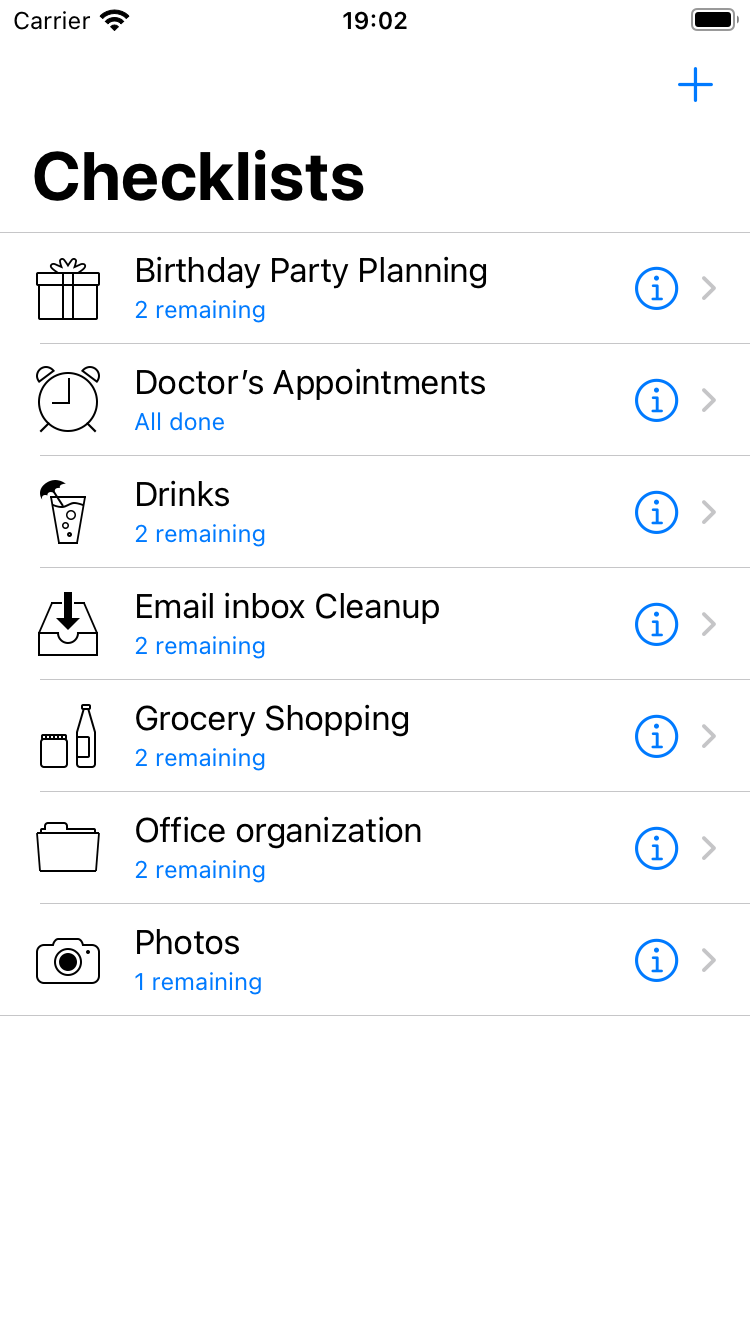 Carrier 19:02
Checklists
Birthday Party Planning
2 remaining
Doctor’s Appointments
All done
Drinks
2 remaining
Email inbox Cleanup
2 remaining
Grocery Shopping
2 remaining
Office organization
2 remaining
Photos
1 remaining